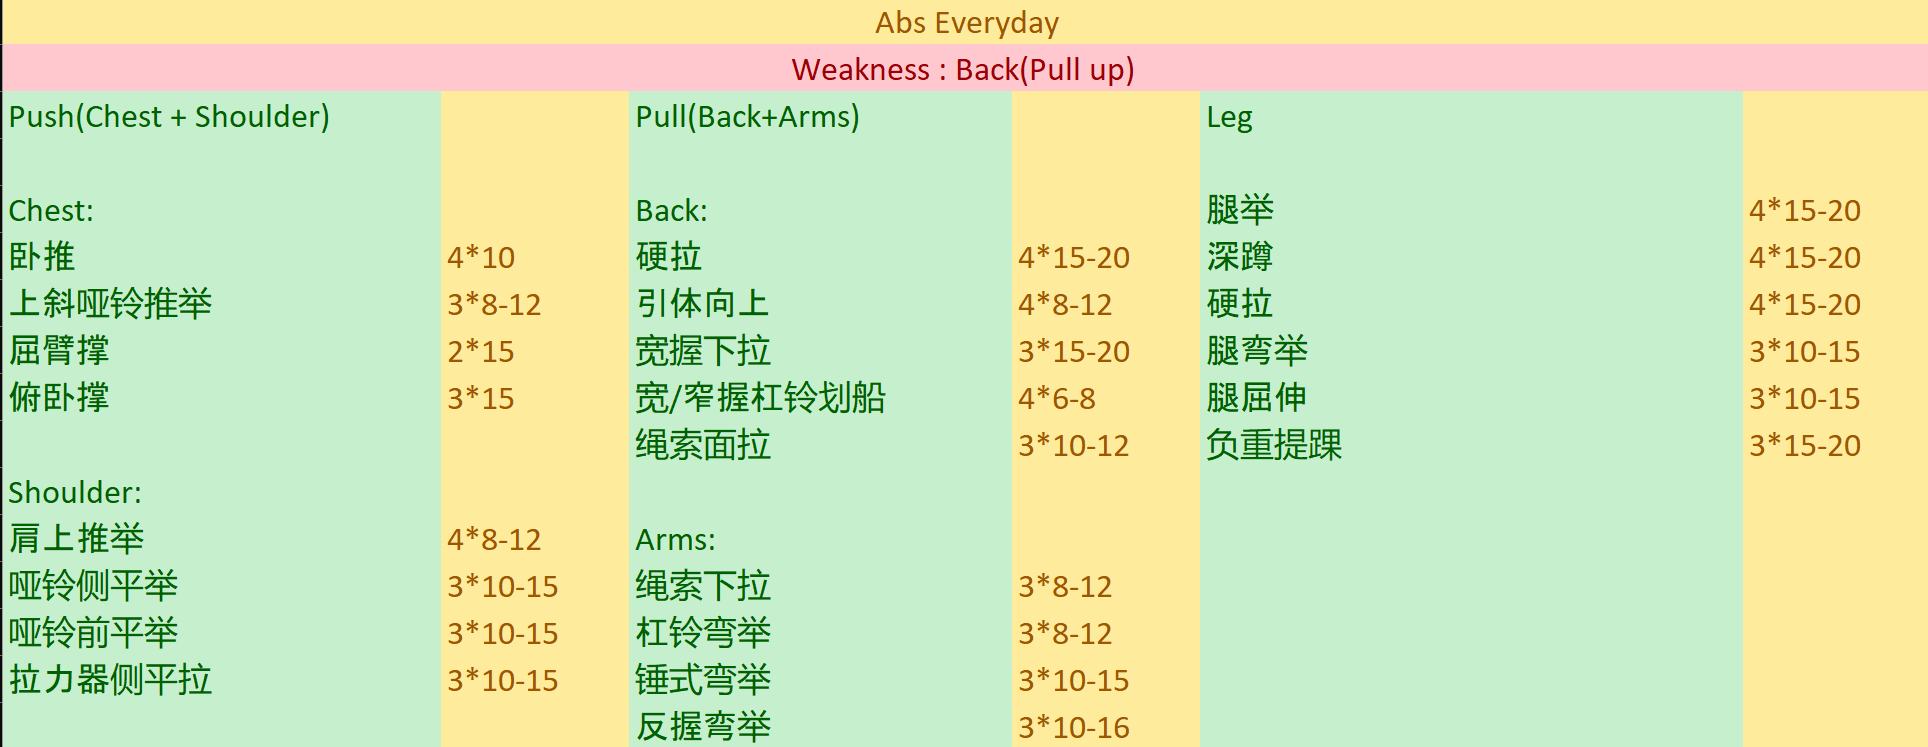 Abs Everyday
Weakness : Back(Pull up)
Push(Chest + Shoulder) Pull(Back+Arms) Leg
Chest: Back: 腿举 4*15-20
卧推 4*10 硬拉 4*15-20 深蹲 4*15-20
上斜哑铃推举 3*8-12 引体向上 4*8-12 硬拉 4*15-20
屈臂撑 2*15 宽握下拉 3*15-20 腿弯举 3*10-15
俯卧撑 3*15 宽/窄握杠铃划船 4*6-8 腿屈伸 3*10-15
绳索面拉 3*10-12 负重提踝 3*15-20
Shoulder:
肩上推举 4*8-12 Arms:
哑铃侧平举 3*10-15 绳索下拉 3*8-12
哑铃前平举 3*10-15 杠铃弯举 3*8-12
拉力器侧平拉 3*10-15 锤式弯举 3*10-15
反握弯举 3*10-16